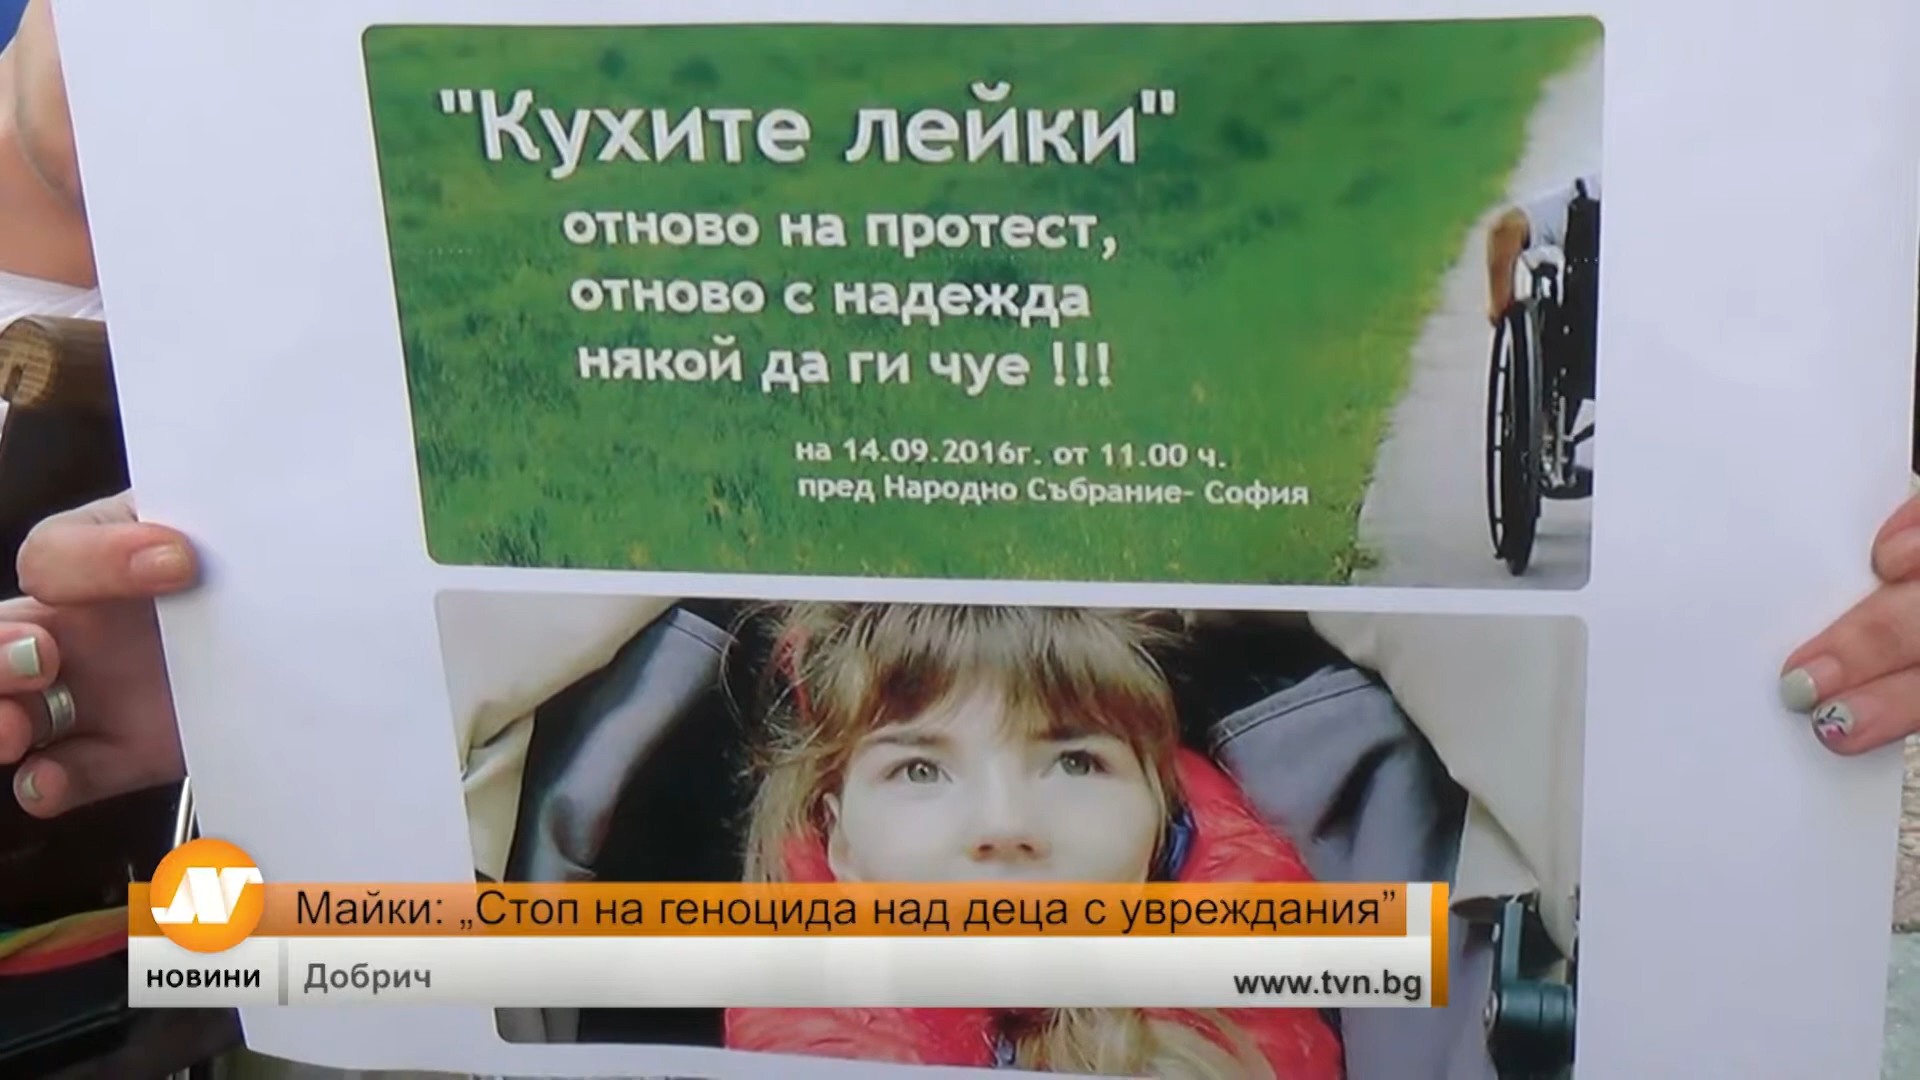 "Кухите лейки"
отново на протест,
отново с надежда
някой да ги чуе !!!
на 14.09.2016г. от 11.00 ч.
пред Народно Събрание- София
Майки: „Стоп на геноцида над деца с увреждания”
новини
Добрич
www.tvn.bg